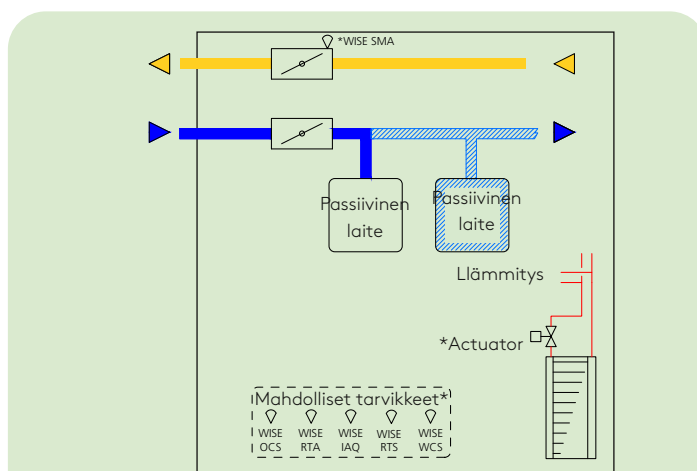 *WISE SMA
Passiivinen
laite
Passiivinen
laite
Llämmitys
*Actuator
Mahdolliset tarvikkeet*
WISE
OCS
WISE
RTA
WISE
IAQ
WISE
RTS
WISE
WCS